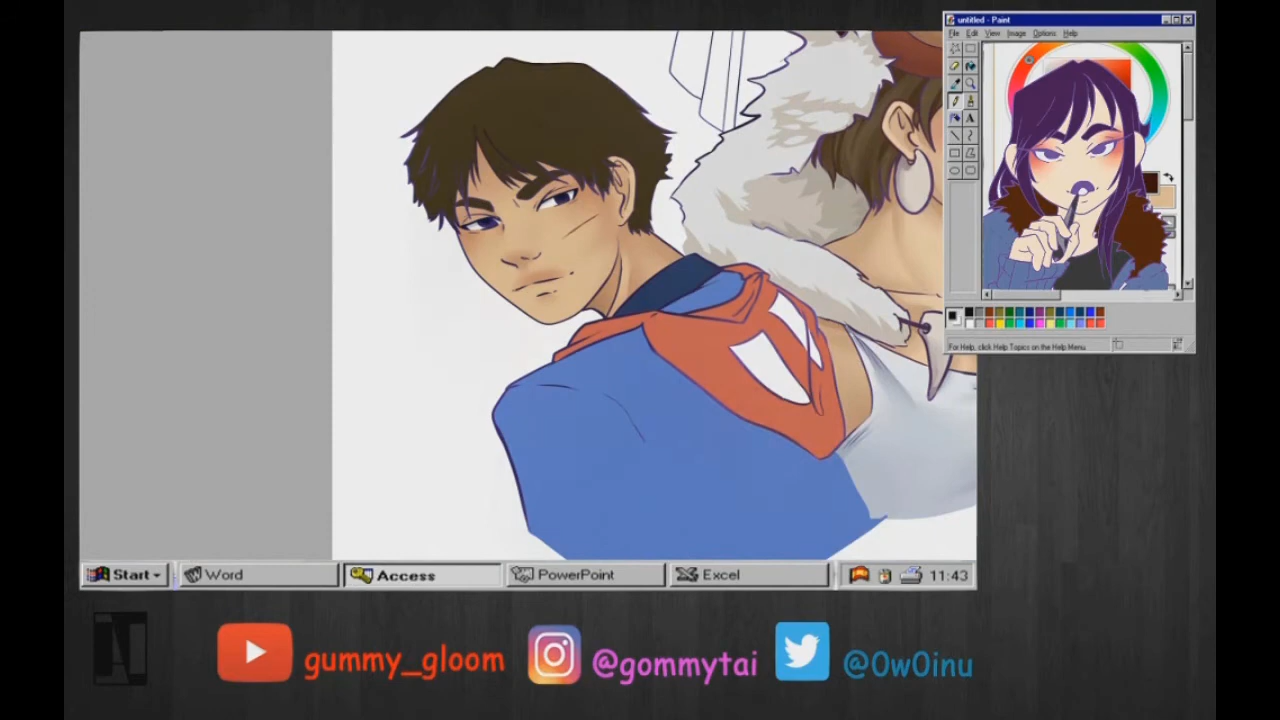 untitled - Paint
File Edit View Image Options Help
A
For Help, click Help Topics on the Help Menu.
Start Word Access PowerPoint Excel 11:43
gummy_gloom @gommytai @OwOinu